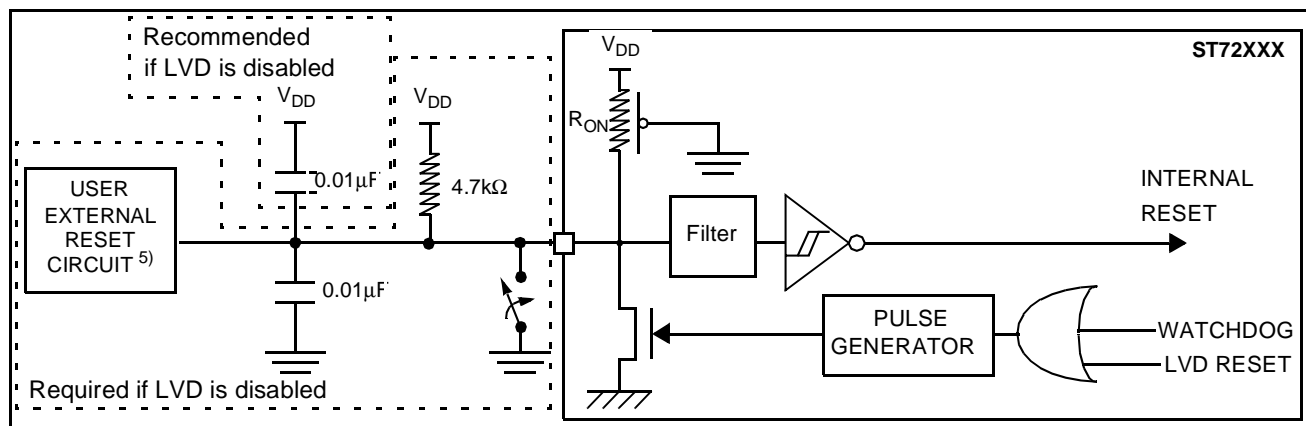 Recommended
if LVD is disabled
VDD
0.01µF
VDD
4.7kΩ
USER
EXTERNAL
RESET
CIRCUIT 5)
0.01µF
Required if LVD is disabled
ST72XXX
VDD
RON
Filter
INTERNAL
RESET
PULSE
GENERATOR
WATCHDOG
LVD RESET